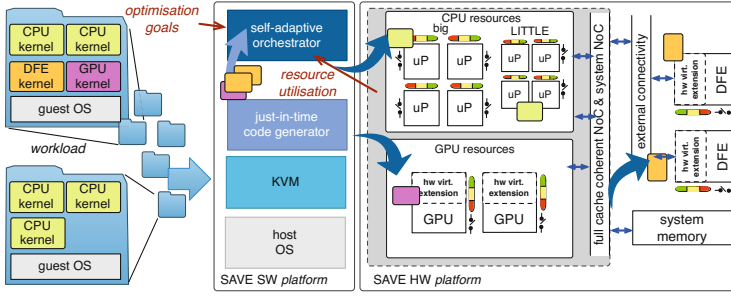 optimisation
goals
CPU
kernel
CPU
kernel
DFE
kernel
GPU
kernel
guest OS
workload
CPU
kernel
CPU
kernel
CPU
kernel
guest OS
self-adaptive
orchestrator
resource
utilisation
just-in-time
code generator
KVM
host
OS
SAVE SW platform
CPU resources
big
LITTLE
uP
uP
uP
uP
uP
uP
uP
uP
GPU resources
hw virt.
extension
GPU
hw virt.
extension
GPU
full cache coherent NoC & system NoC
SAVE HW platform
external connectivity
hw virt.
extension
DFE
hw virt.
extension
DFE
system
memory